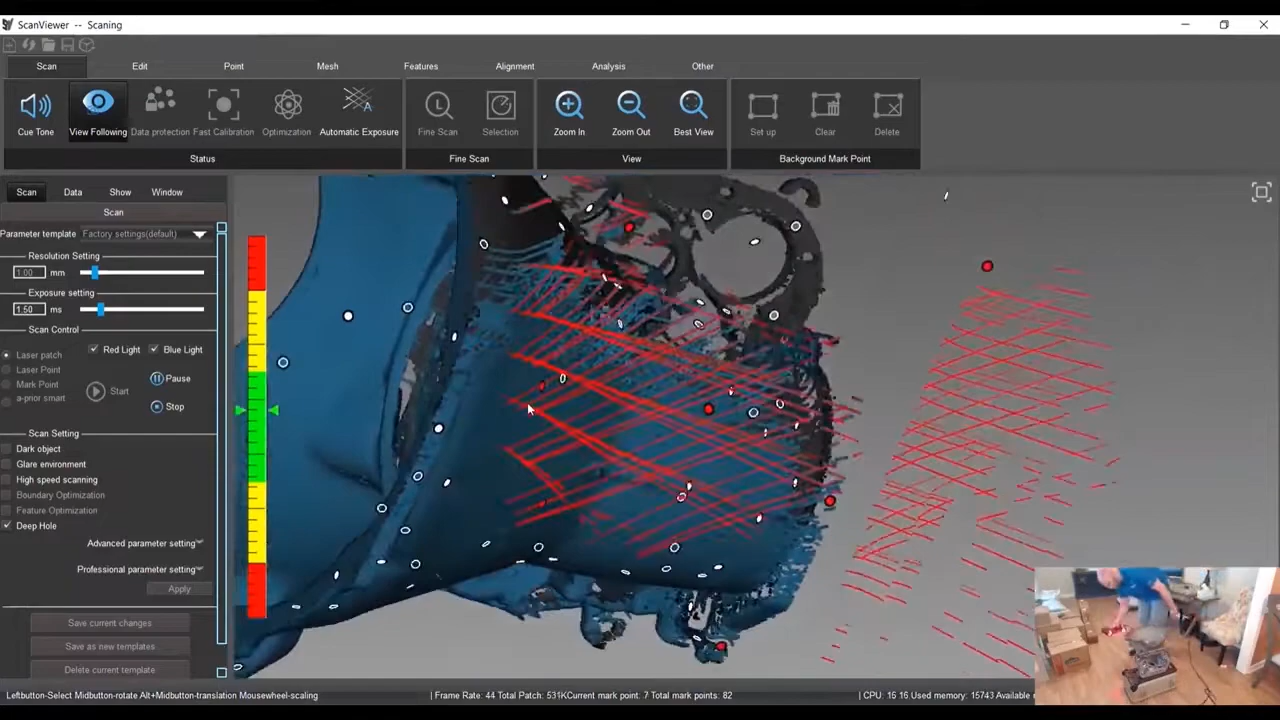 ScanViewer -- Scaning
Scan Edit Point Mesh Features Alignment Analysis Other
Cue Tone View Following Data protection Fast Calibration Optimization Automatic Exposure Fine Scan Selection Zoom In Zoom Out Best View Set up Clear Delete
Status Fine Scan View Background Mark Point
Scan Data Show Window
Scan
Parameter template Factory settings(default)
Resolution Setting
1.00 mm
Exposure setting
1.50 ms
Scan Control
Laser patch Red Light Blue Light
Laser Point
Mark Point
a-prior smart
Pause
Start
Stop
Scan Setting
Dark object
Glare environment
High speed scanning
Boundary Optimization
Feature Optimization
Deep Hole
Advanced parameter setting
Professional parameter setting
Apply
Save current changes
Save as new templates
Delete current template
Leftbutton-Select Midbutton-rotate Alt+Midbutton-translation Mousewheel-scaling | Frame Rate: 44 Total Patch: 531KCurrent mark point: 7 Total mark points: 82 | CPU: 16 16 Used memory: 15743 Available